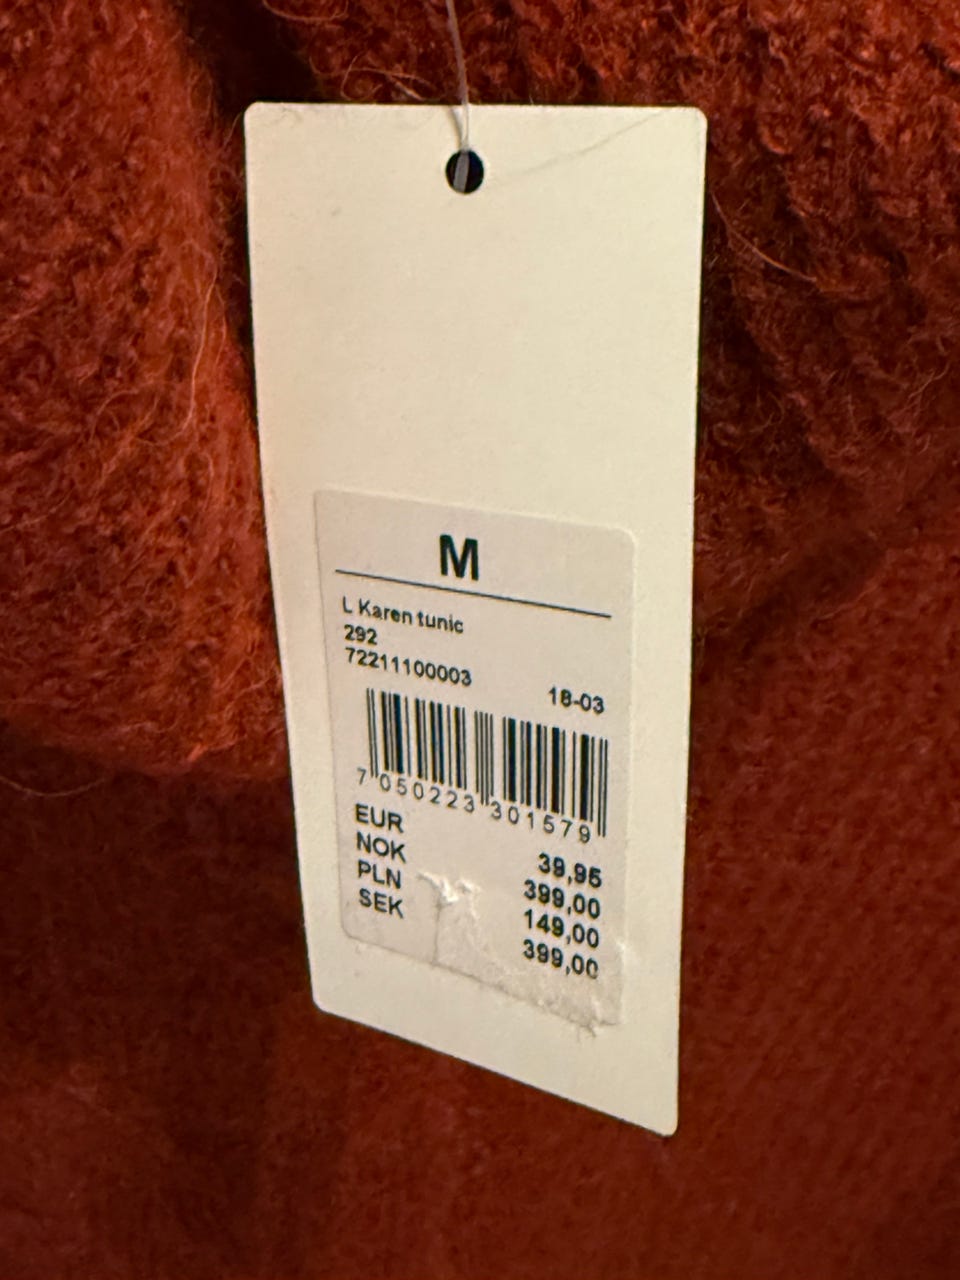 M
L Karen tunic
292
72211100003
18-03
7 050223 301579
EUR 39,95
NOK 399,00
PLN 149,00
SEK 399,00